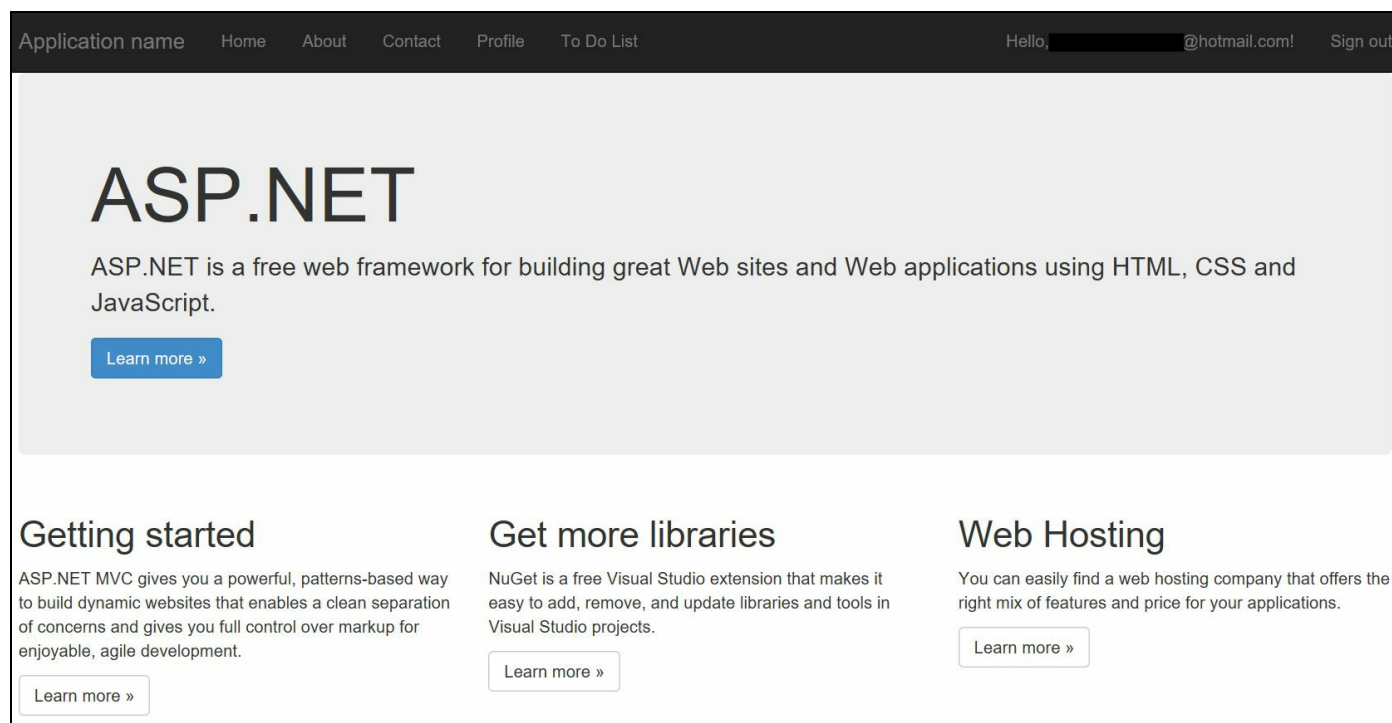 Application name Home About Contact Profile To Do List Hello, @hotmail.com! Sign out
ASP.NET
ASP.NET is a free web framework for building great Web sites and Web applications using HTML, CSS and
JavaScript.
Learn more »
Getting started
ASP.NET MVC gives you a powerful, patterns-based way
to build dynamic websites that enables a clean separation
of concerns and gives you full control over markup for
enjoyable, agile development.
Learn more »
Get more libraries
NuGet is a free Visual Studio extension that makes it
easy to add, remove, and update libraries and tools in
Visual Studio projects.
Learn more »
Web Hosting
You can easily find a web hosting company that offers the
right mix of features and price for your applications.
Learn more »